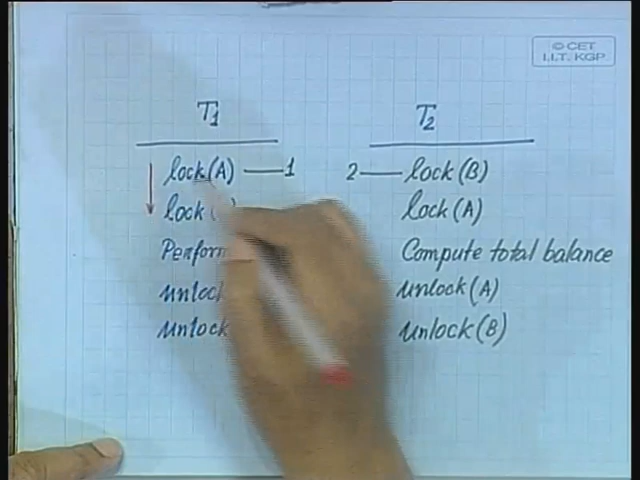 © CET
I.I.T. KGP
T1 T2
lock(A) — 1 2 — lock(B)
lock( lock(A)
Perform Compute total balance
unlock unlock(A)
unlock unlock(B)